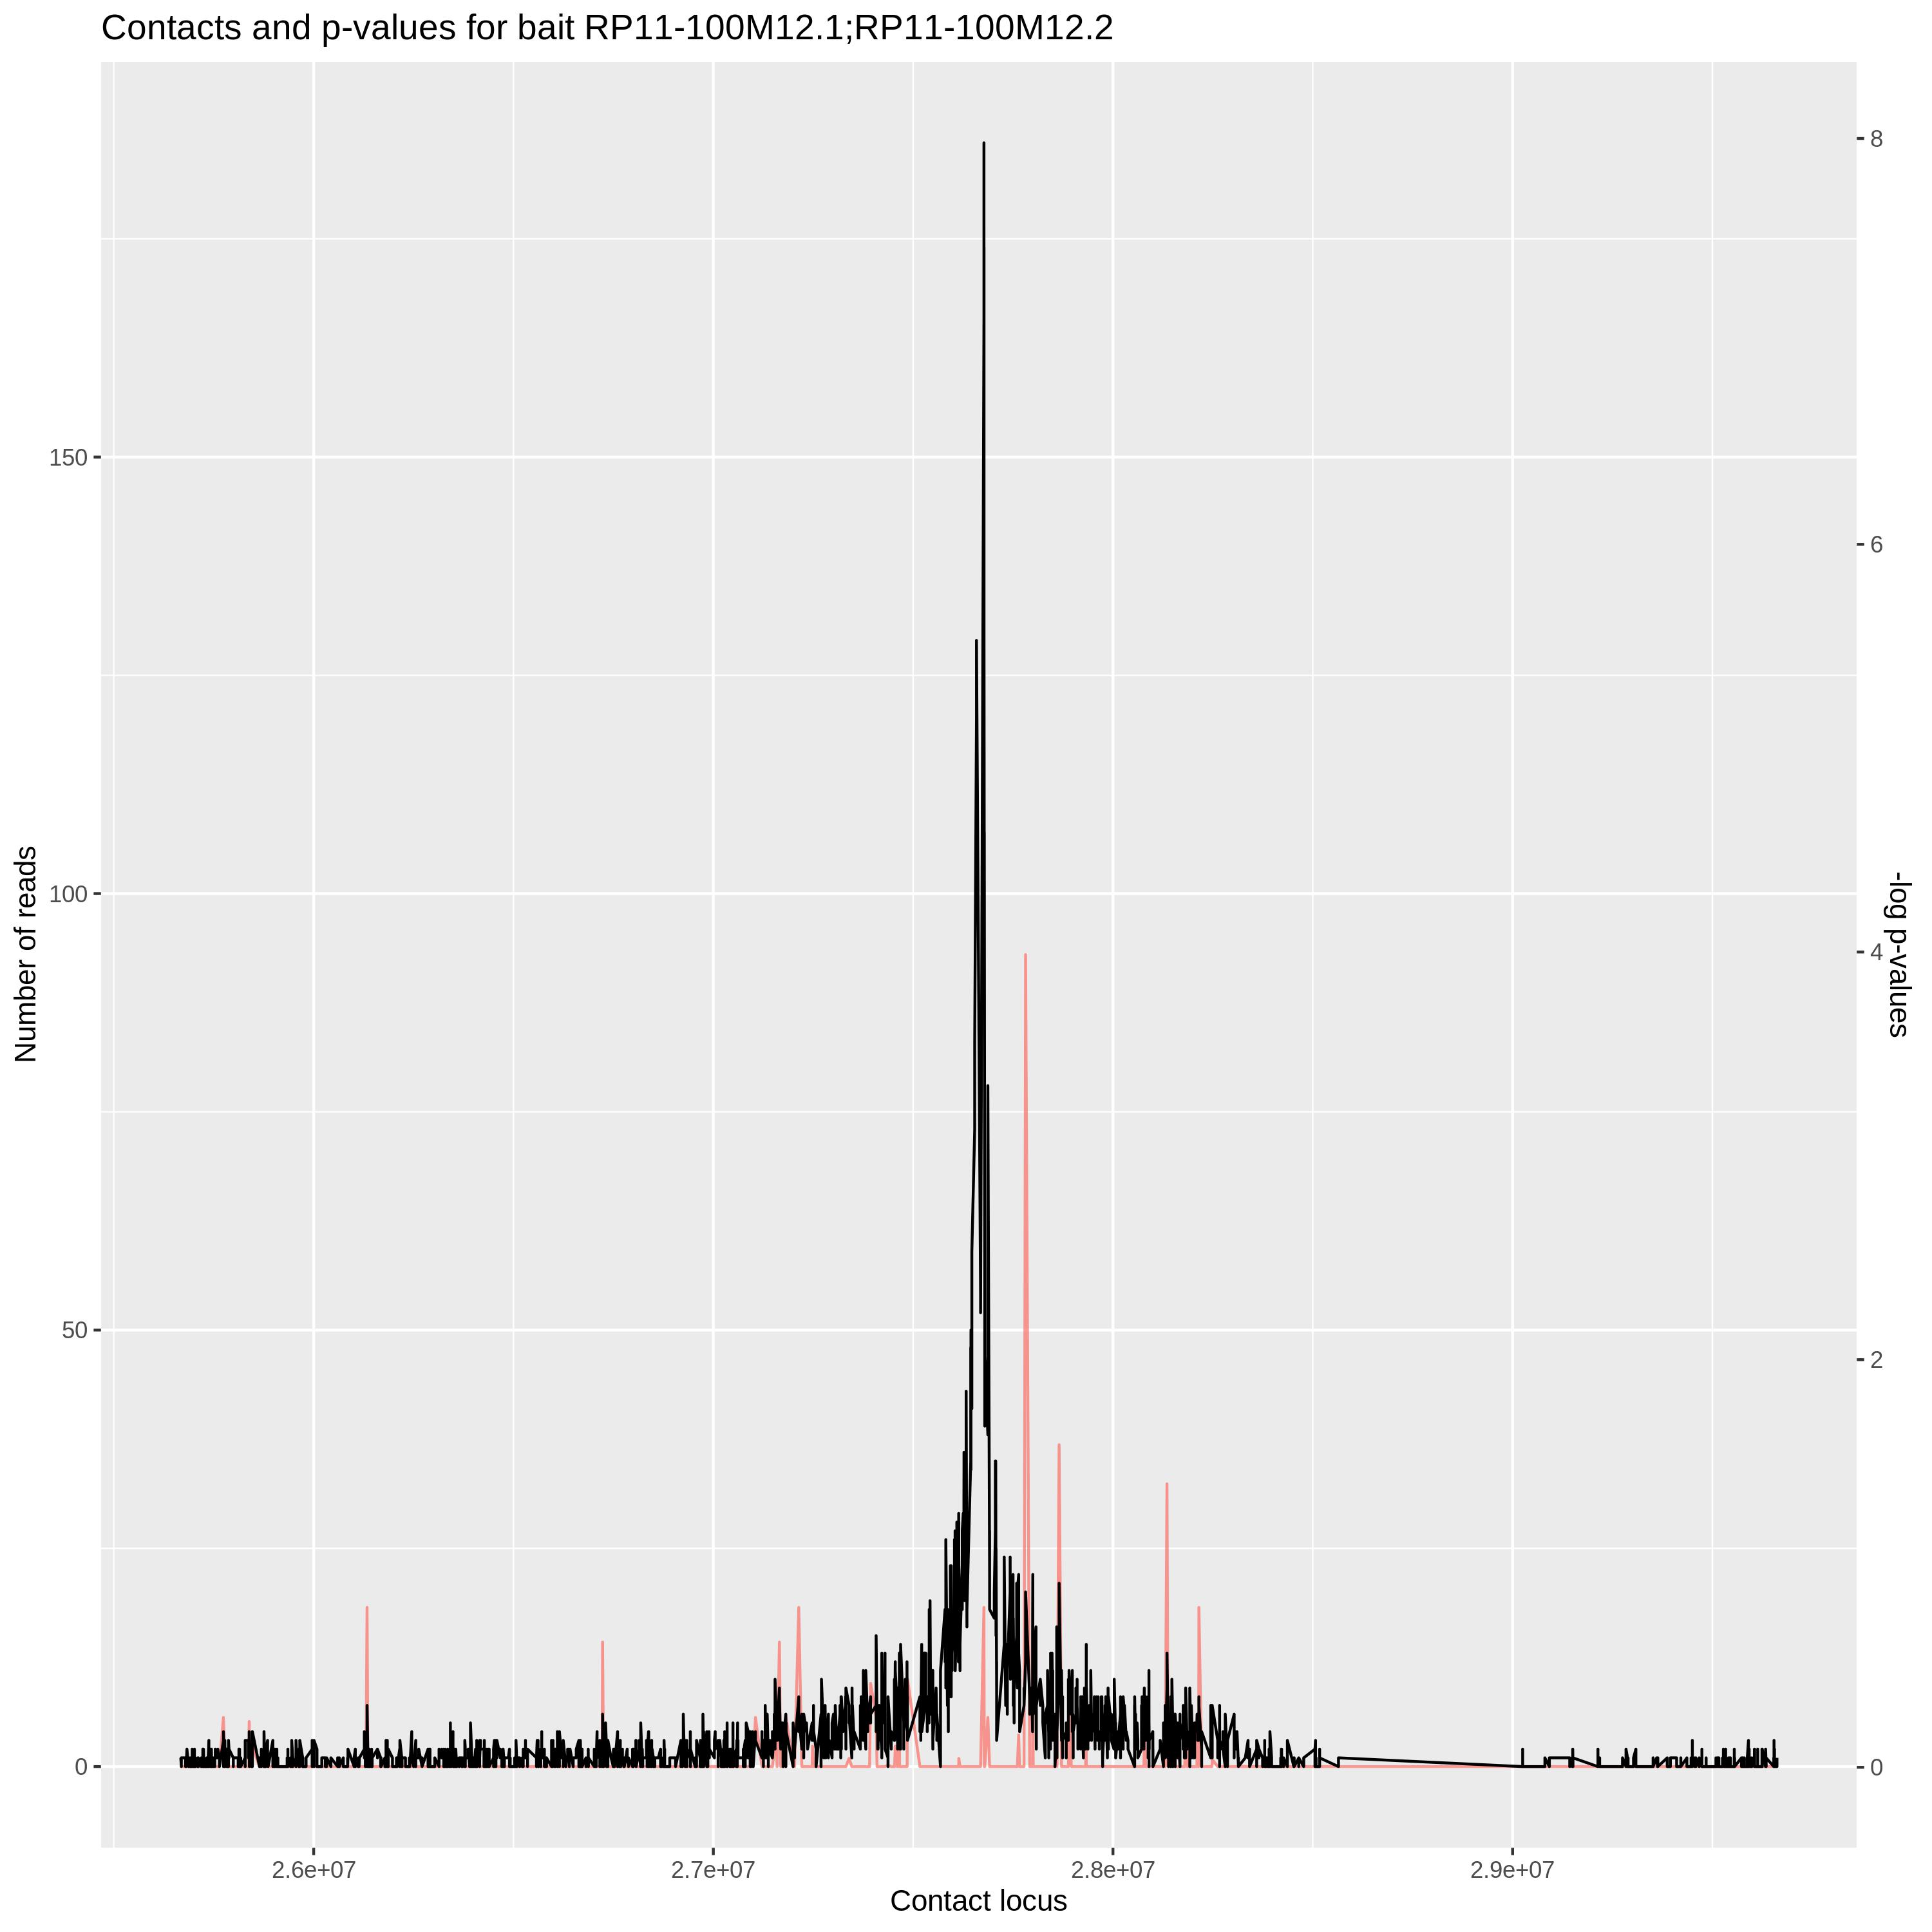 Contacts and p-values for bait RP11-100M12.1;RP11-100M12.2
8
150
6
100
4
50
2
0
0
Number of reads
-log p-values
2.6e+07
2.7e+07
2.8e+07
2.9e+07
Contact locus